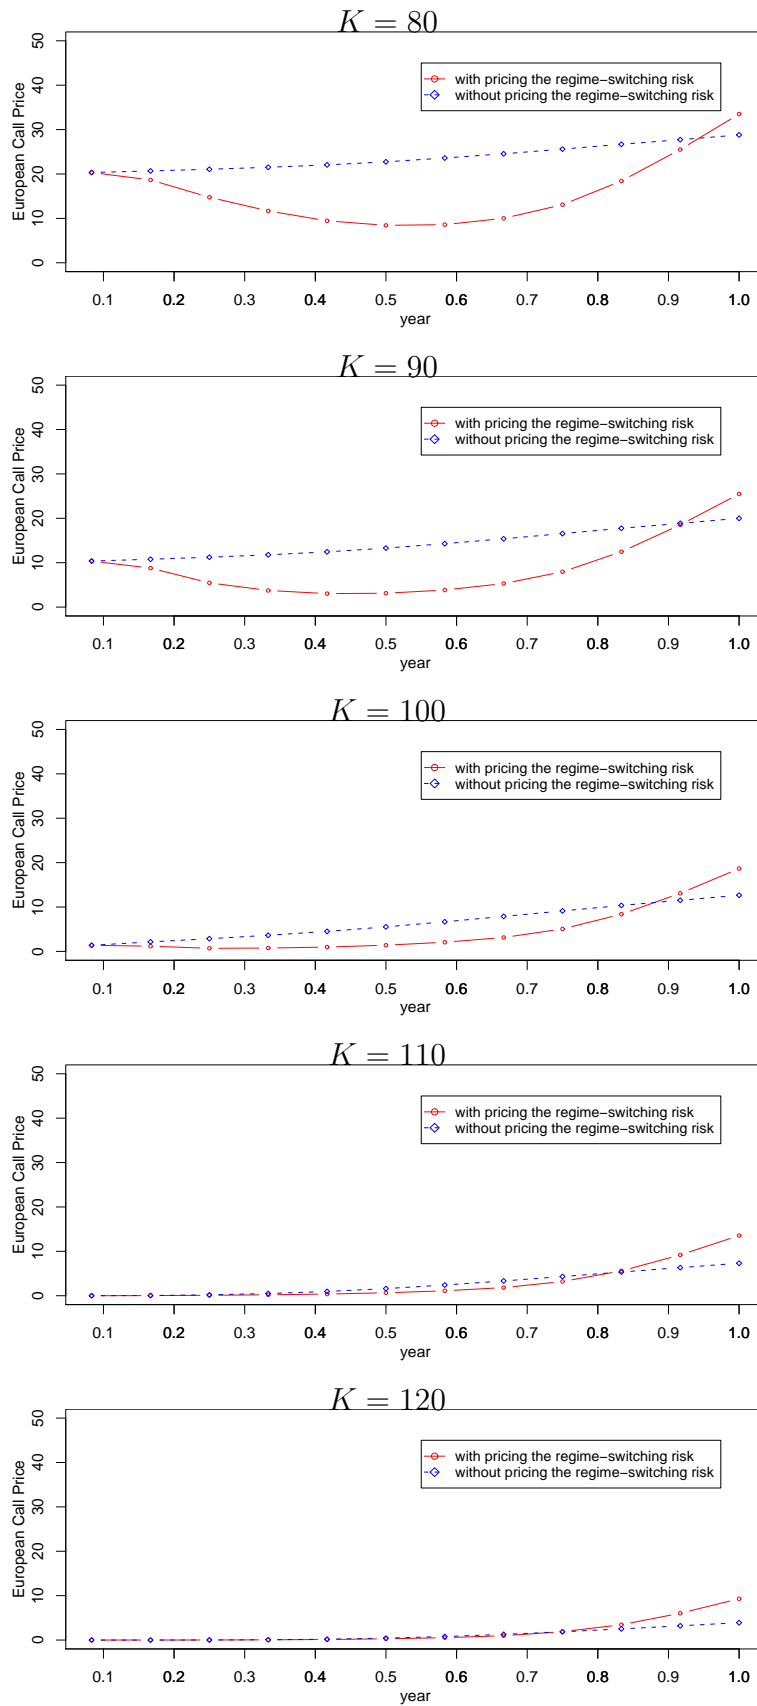 K = 80
50
40
30
20
10
0
European Call Price
with pricing the regime−switching risk
without pricing the regime−switching risk
0.1 0.2 0.3 0.4 0.5 0.6 0.7 0.8 0.9 1.0
year
K = 90
50
40
30
20
10
0
European Call Price
with pricing the regime−switching risk
without pricing the regime−switching risk
0.1 0.2 0.3 0.4 0.5 0.6 0.7 0.8 0.9 1.0
year
K = 100
50
40
30
20
10
0
European Call Price
with pricing the regime−switching risk
without pricing the regime−switching risk
0.1 0.2 0.3 0.4 0.5 0.6 0.7 0.8 0.9 1.0
year
K = 110
50
40
30
20
10
0
European Call Price
with pricing the regime−switching risk
without pricing the regime−switching risk
0.1 0.2 0.3 0.4 0.5 0.6 0.7 0.8 0.9 1.0
year
K = 120
50
40
30
20
10
0
European Call Price
with pricing the regime−switching risk
without pricing the regime−switching risk
0.1 0.2 0.3 0.4 0.5 0.6 0.7 0.8 0.9 1.0
year